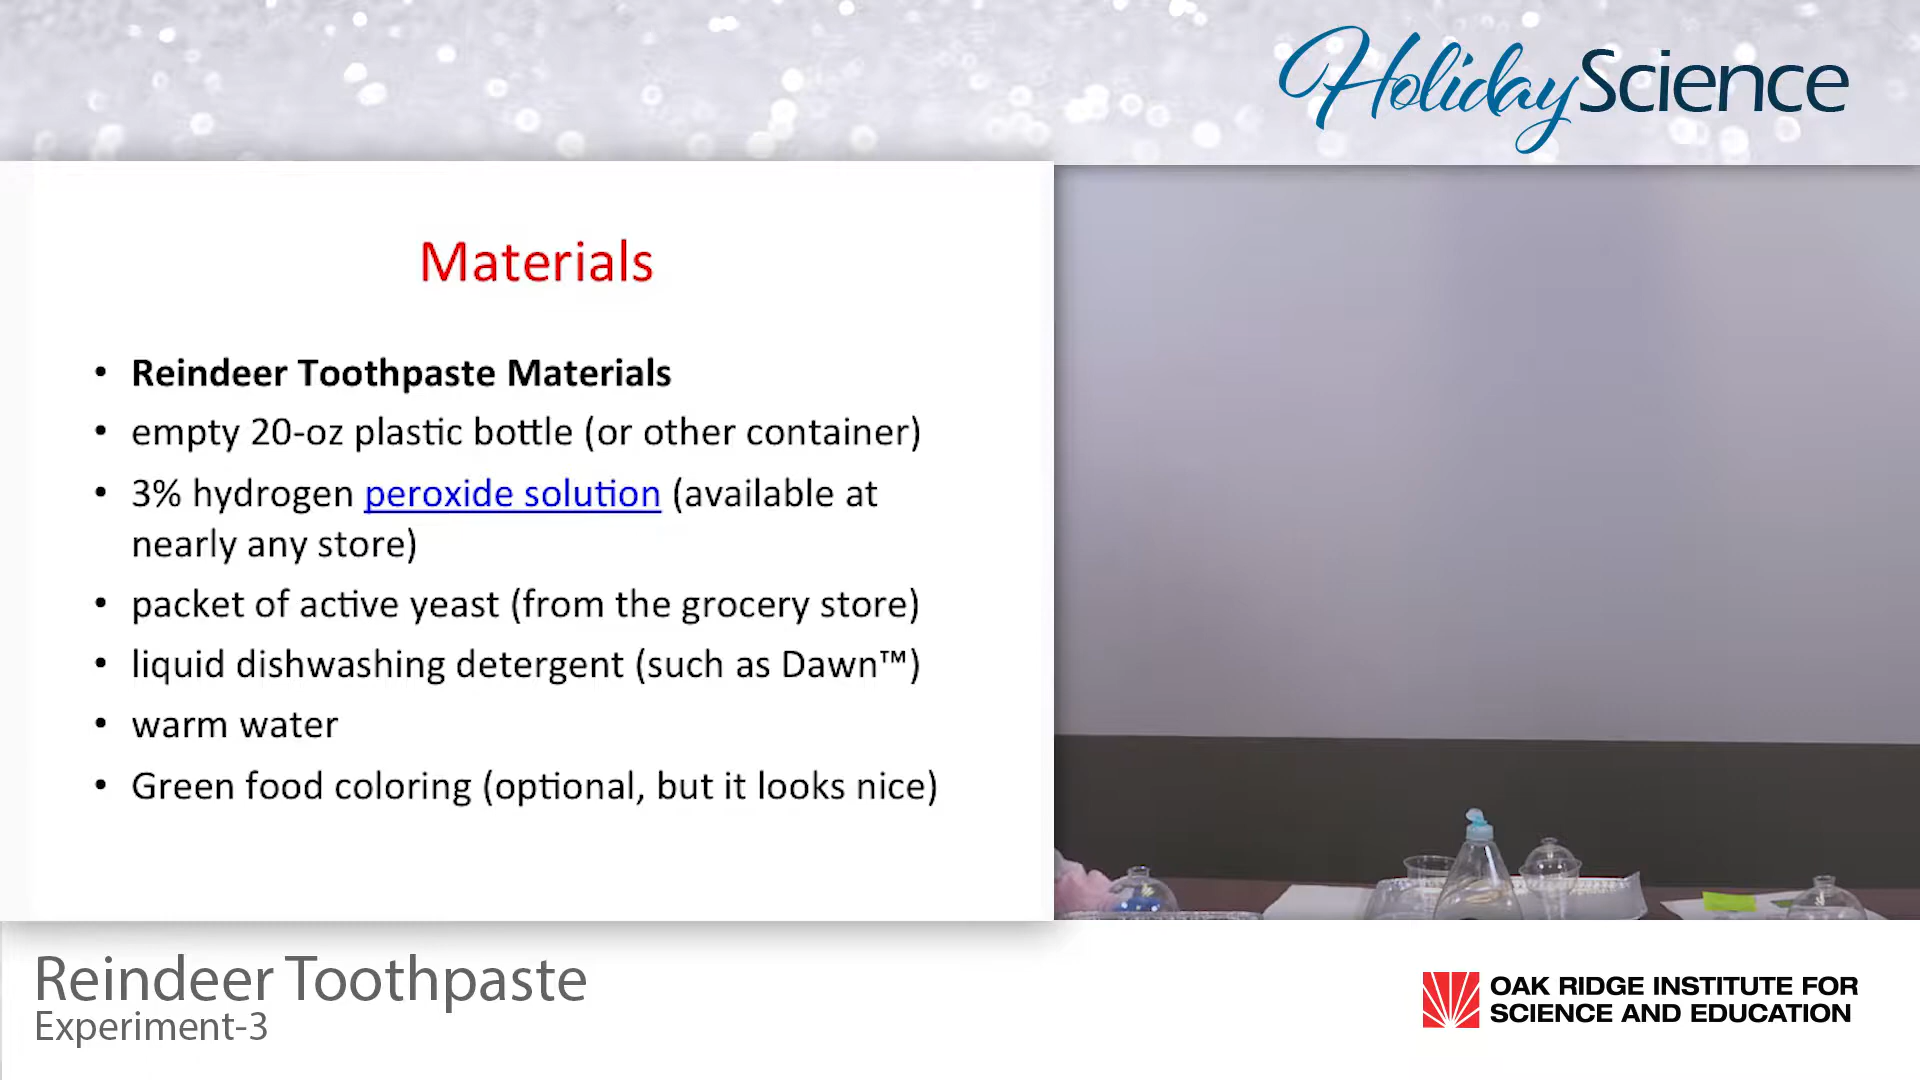 Holiday Science
Materials
• Reindeer Toothpaste Materials
• empty 20-oz plastic bottle (or other container)
• 3% hydrogen peroxide solution (available at
nearly any store)
• packet of active yeast (from the grocery store)
• liquid dishwashing detergent (such as Dawn™)
• warm water
• Green food coloring (optional, but it looks nice)
Reindeer Toothpaste
Experiment-3
OAK RIDGE INSTITUTE FOR
SCIENCE AND EDUCATION